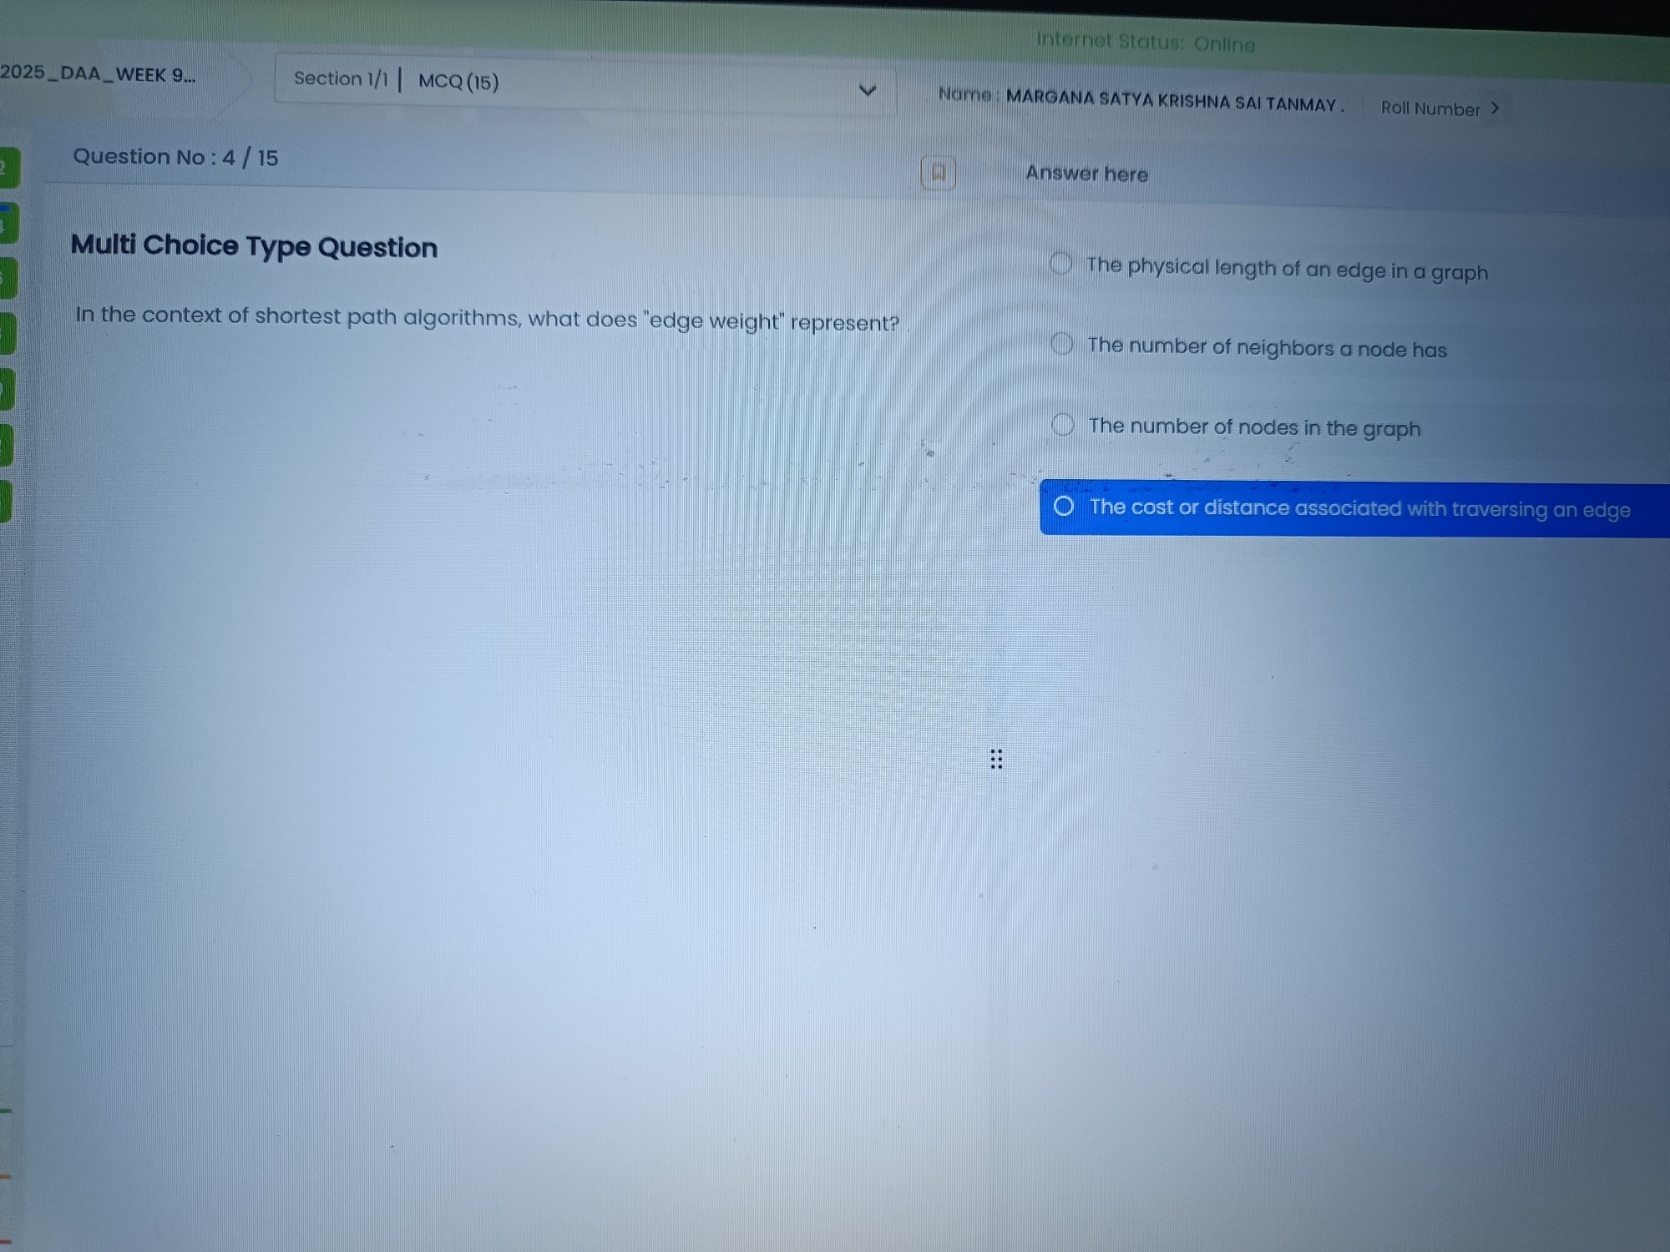 Internet Status: Online
2025_DAA_WEEK 9...
Section 1/1 | MCQ (15)
Name : MARGANA SATYA KRISHNA SAI TANMAY .
Roll Number >
Question No : 4 / 15
Answer here
Multi Choice Type Question
In the context of shortest path algorithms, what does "edge weight" represent?
The physical length of an edge in a graph
The number of neighbors a node has
The number of nodes in the graph
The cost or distance associated with traversing an edge